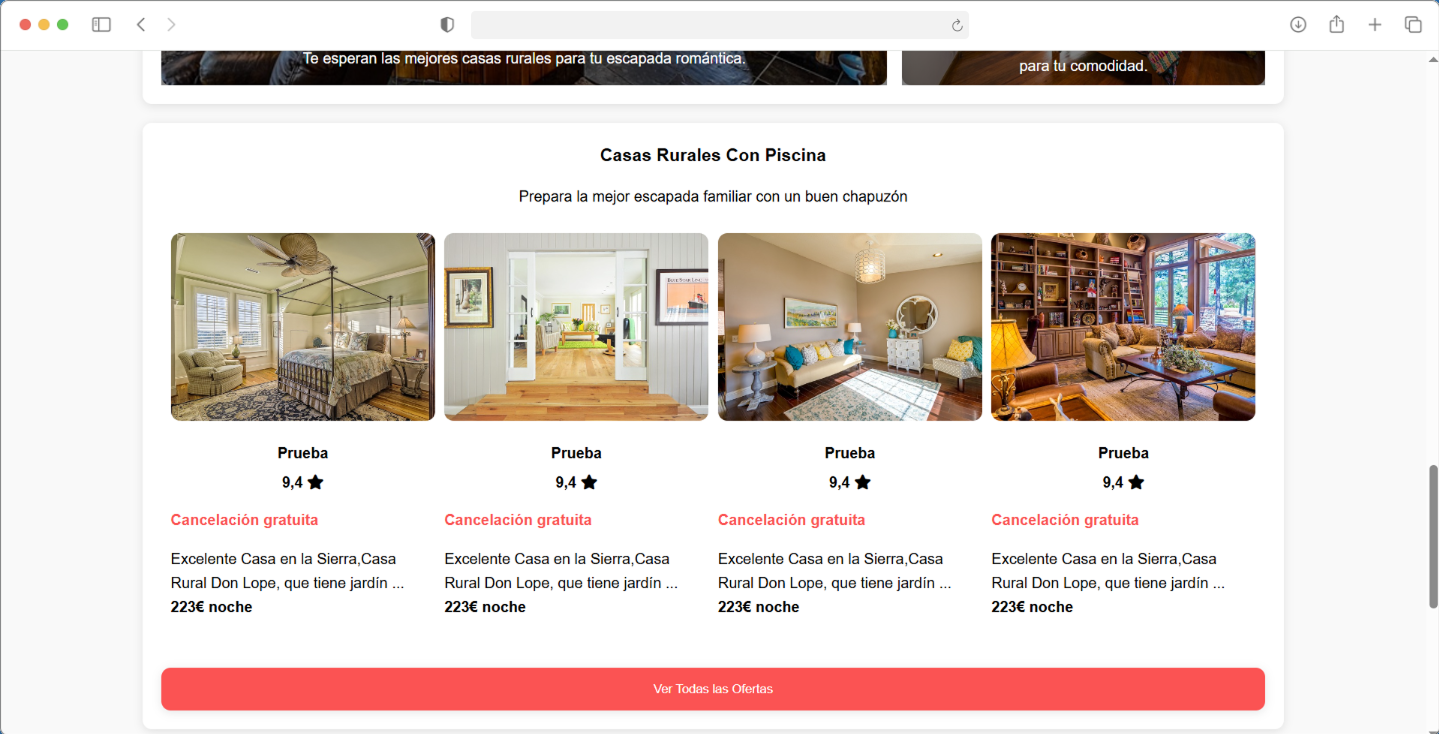 Te esperan las mejores casas rurales para tu escapada romántica.
para tu comodidad.
Casas Rurales Con Piscina
Prepara la mejor escapada familiar con un buen chapuzón
Prueba
9,4
Cancelación gratuita
Excelente Casa en la Sierra,Casa
Rural Don Lope, que tiene jardín ...
223€ noche
Prueba
9,4
Cancelación gratuita
Excelente Casa en la Sierra,Casa
Rural Don Lope, que tiene jardín ...
223€ noche
Prueba
9,4
Cancelación gratuita
Excelente Casa en la Sierra,Casa
Rural Don Lope, que tiene jardín ...
223€ noche
Prueba
9,4
Cancelación gratuita
Excelente Casa en la Sierra,Casa
Rural Don Lope, que tiene jardín ...
223€ noche
Ver Todas las Ofertas